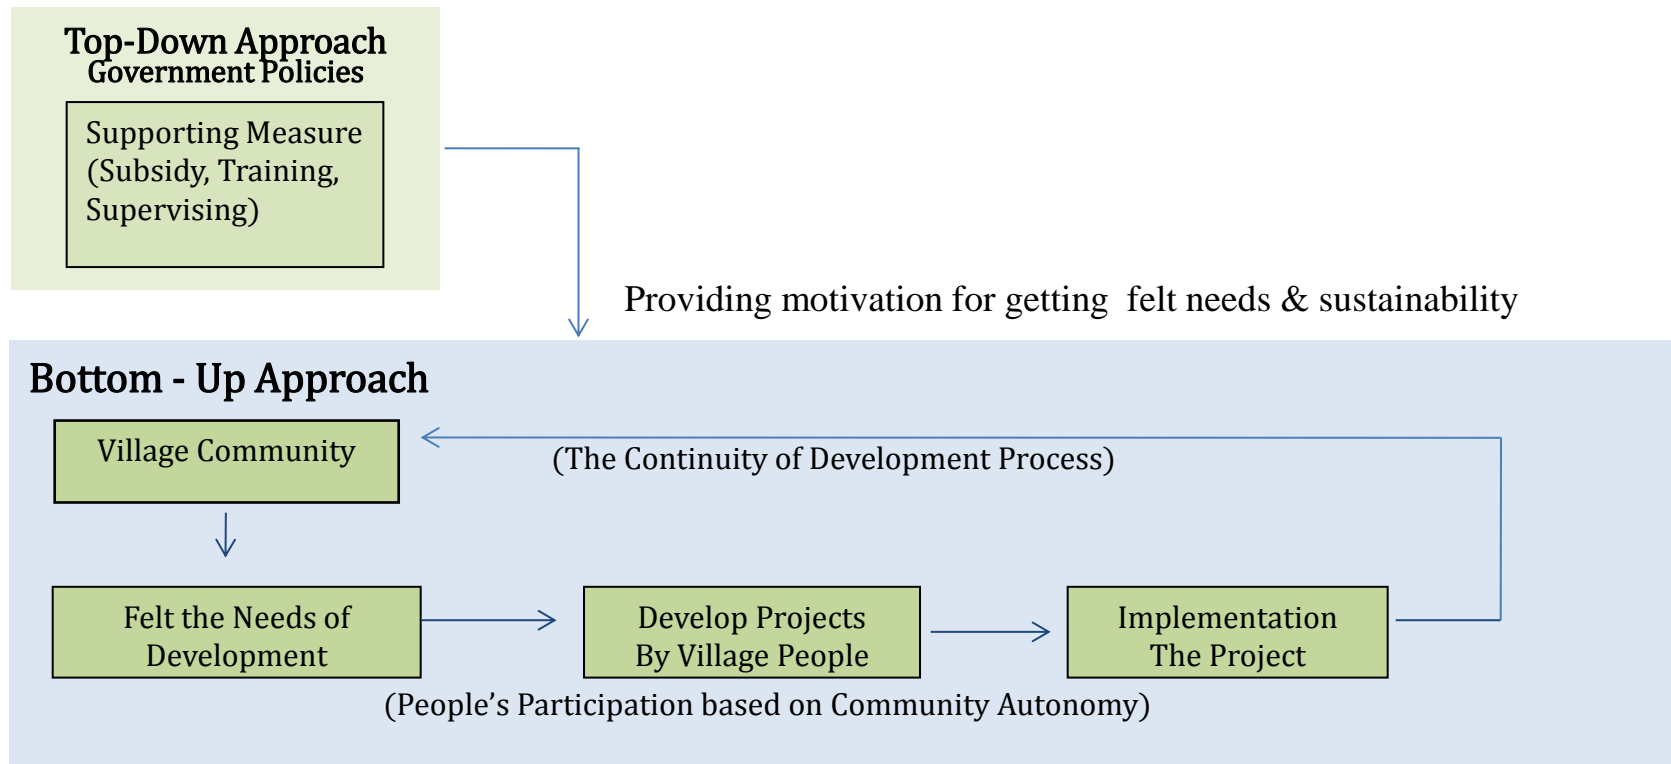 Top-Down Approach
Government Policies
Supporting Measure
(Subsidy, Training,
Supervising)
Providing motivation for getting  felt needs & sustainability
Bottom - Up Approach
Village Community
(The Continuity of Development Process)
Felt the Needs of
Development
Develop Projects
By Village People
Implementation
The Project
(People’s Participation based on Community Autonomy)